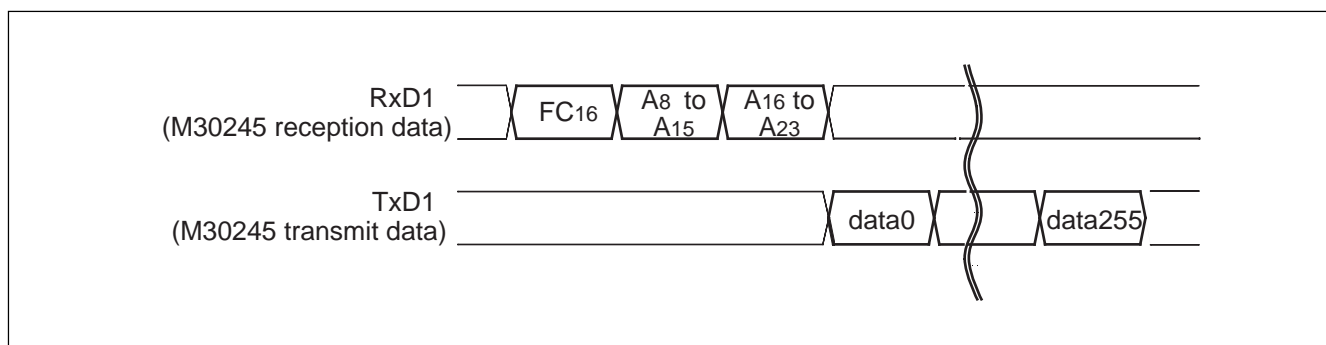 RxD1
(M30245 reception data)
FC16
A8 to
A15
A16 to
A23
TxD1
(M30245 transmit data)
data0
data255